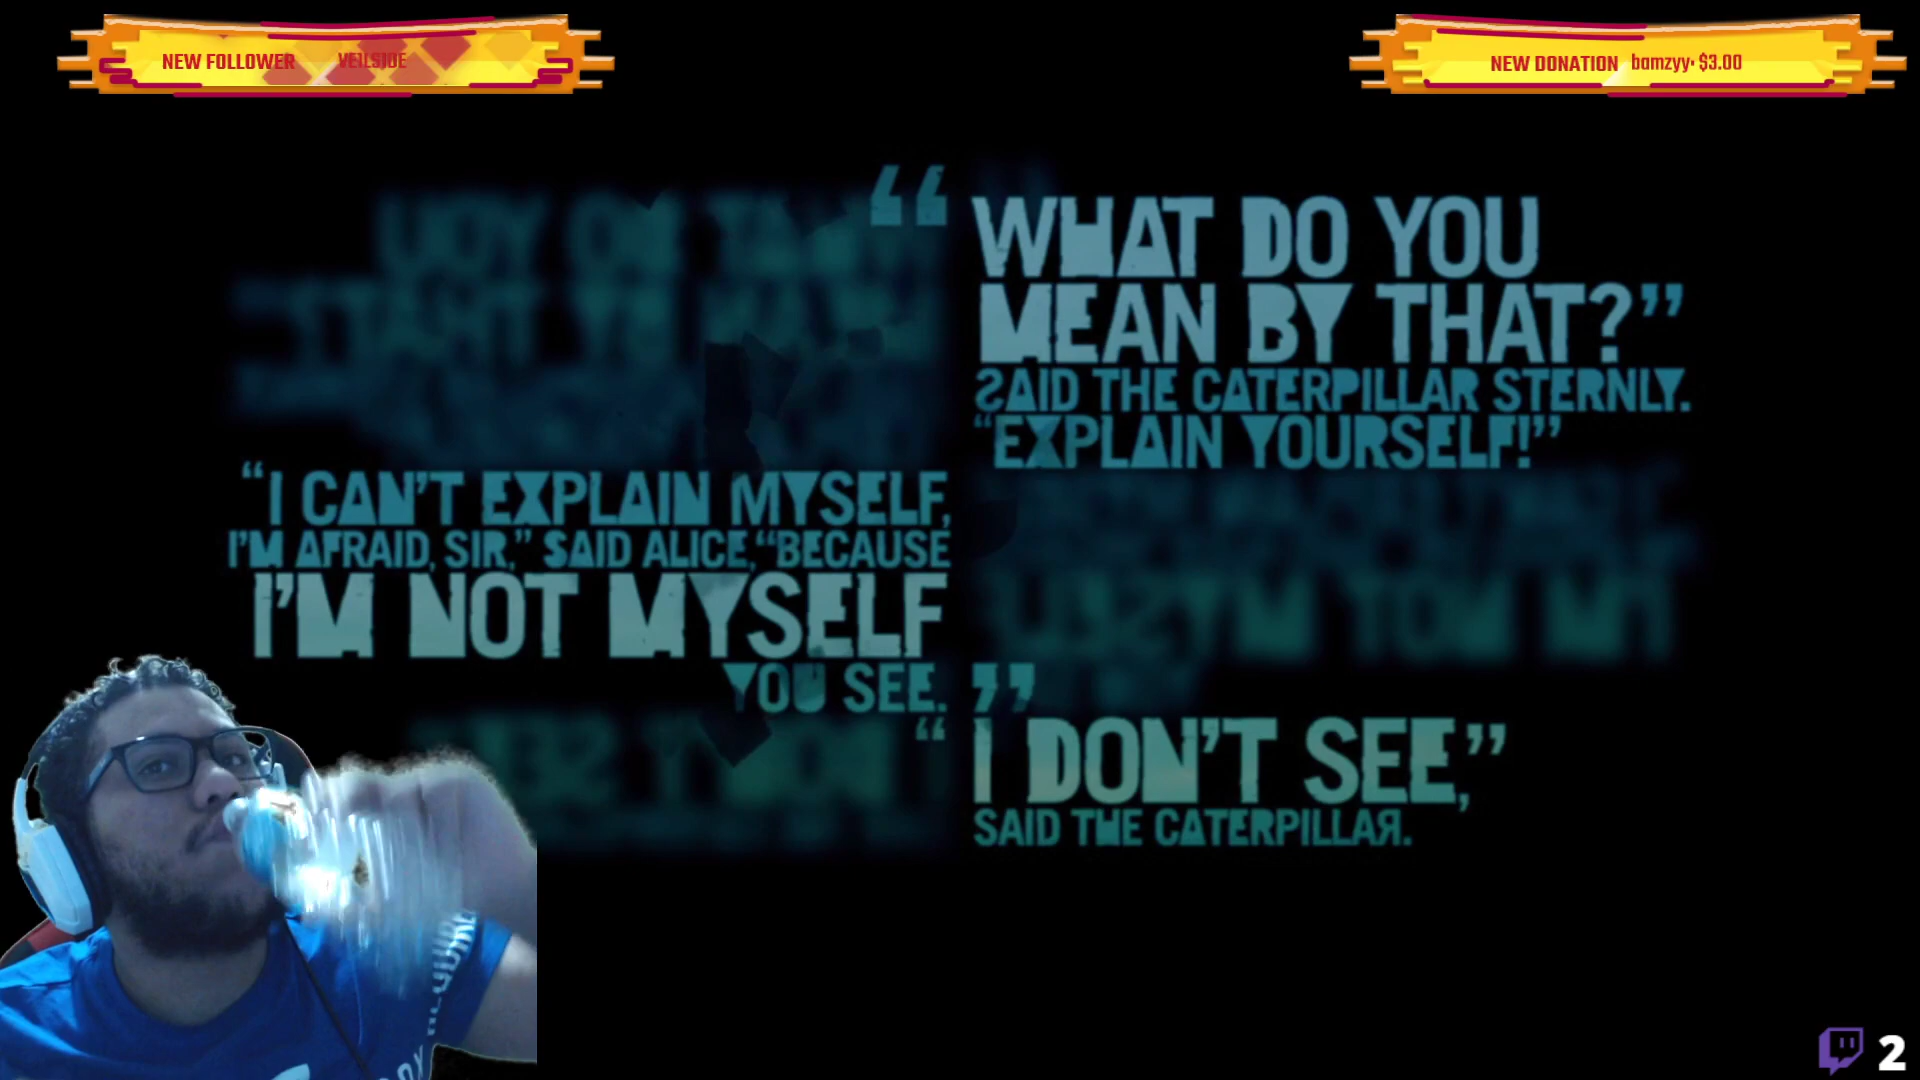 NEW FOLLOWER VE1LS1DE
NEW DONATION bamzyy• $3.00
“WHAT DO YOU
MEAN BY THAT?”
SAID THE CATERPILLAR STERNLY.
“EXPLAIN YOURSELF!”
“I CAN’T EXPLAIN MYSELF,
I’M AFRAID, SIR,” SAID ALICE, “BECAUSE
I’M NOT MYSELF
YOU SEE.”
“I DON’T SEE,”
SAID THE CATERPILLAR.
2